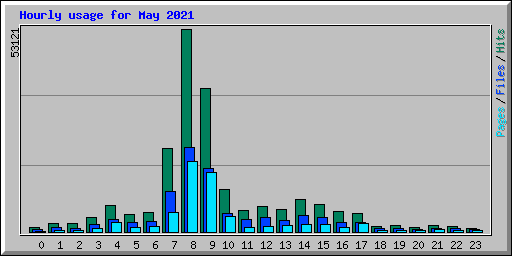 Hourly usage for May 2021
53121
Pages/Files/Hits
0 1 2 3 4 5 6 7 8 9 10 11 12 13 14 15 16 17 18 19 20 21 22 23